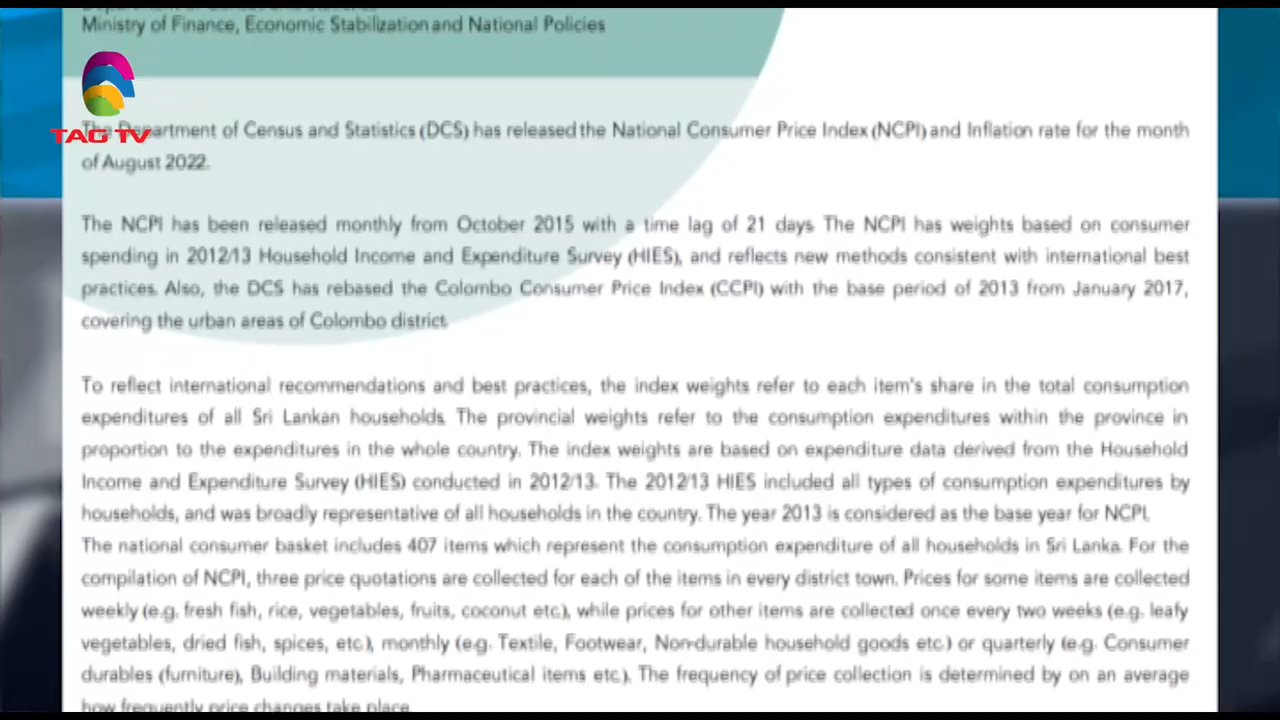 Department of Census and Statistics
Ministry of Finance, Economic Stabilization and National Policies
TAG TV
The Department of Census and Statistics (DCS) has released the National Consumer Price Index (NCPI) and Inflation rate for the month
of August 2022.
The NCPI has been released monthly from October 2015 with a time lag of 21 days. The NCPI has weights based on consumer
spending in 2012/13 Household Income and Expenditure Survey (HIES), and reflects new methods consistent with international best
practices. Also, the DCS has rebased the Colombo Consumer Price Index (CCPI) with the base period of 2013 from January 2017,
covering the urban areas of Colombo district.
To reflect international recommendations and best practices, the index weights refer to each item's share in the total consumption
expenditures of all Sri Lankan households. The provincial weights refer to the consumption expenditures within the province in
proportion to the expenditures in the whole country. The index weights are based on expenditure data derived from the Household
Income and Expenditure Survey (HIES) conducted in 2012/13. The 2012/13 HIES included all types of consumption expenditures by
households, and was broadly representative of all households in the country. The year 2013 is considered as the base year for NCPI.
The national consumer basket includes 407 items which represent the consumption expenditure of all households in Sri Lanka. For the
compilation of NCPI, three price quotations are collected for each of the items in every district town. Prices for some items are collected
weekly (e.g. fresh fish, rice, vegetables, fruits, coconut etc.), while prices for other items are collected once every two weeks (e.g. leafy
vegetables, dried fish, spices, etc.), monthly (e.g. Textile, Footwear, Non-durable household goods etc.) or quarterly (e.g. Consumer
durables (furniture), Building materials, Pharmaceutical items etc.). The frequency of price collection is determined by on an average
how frequently price changes take place.